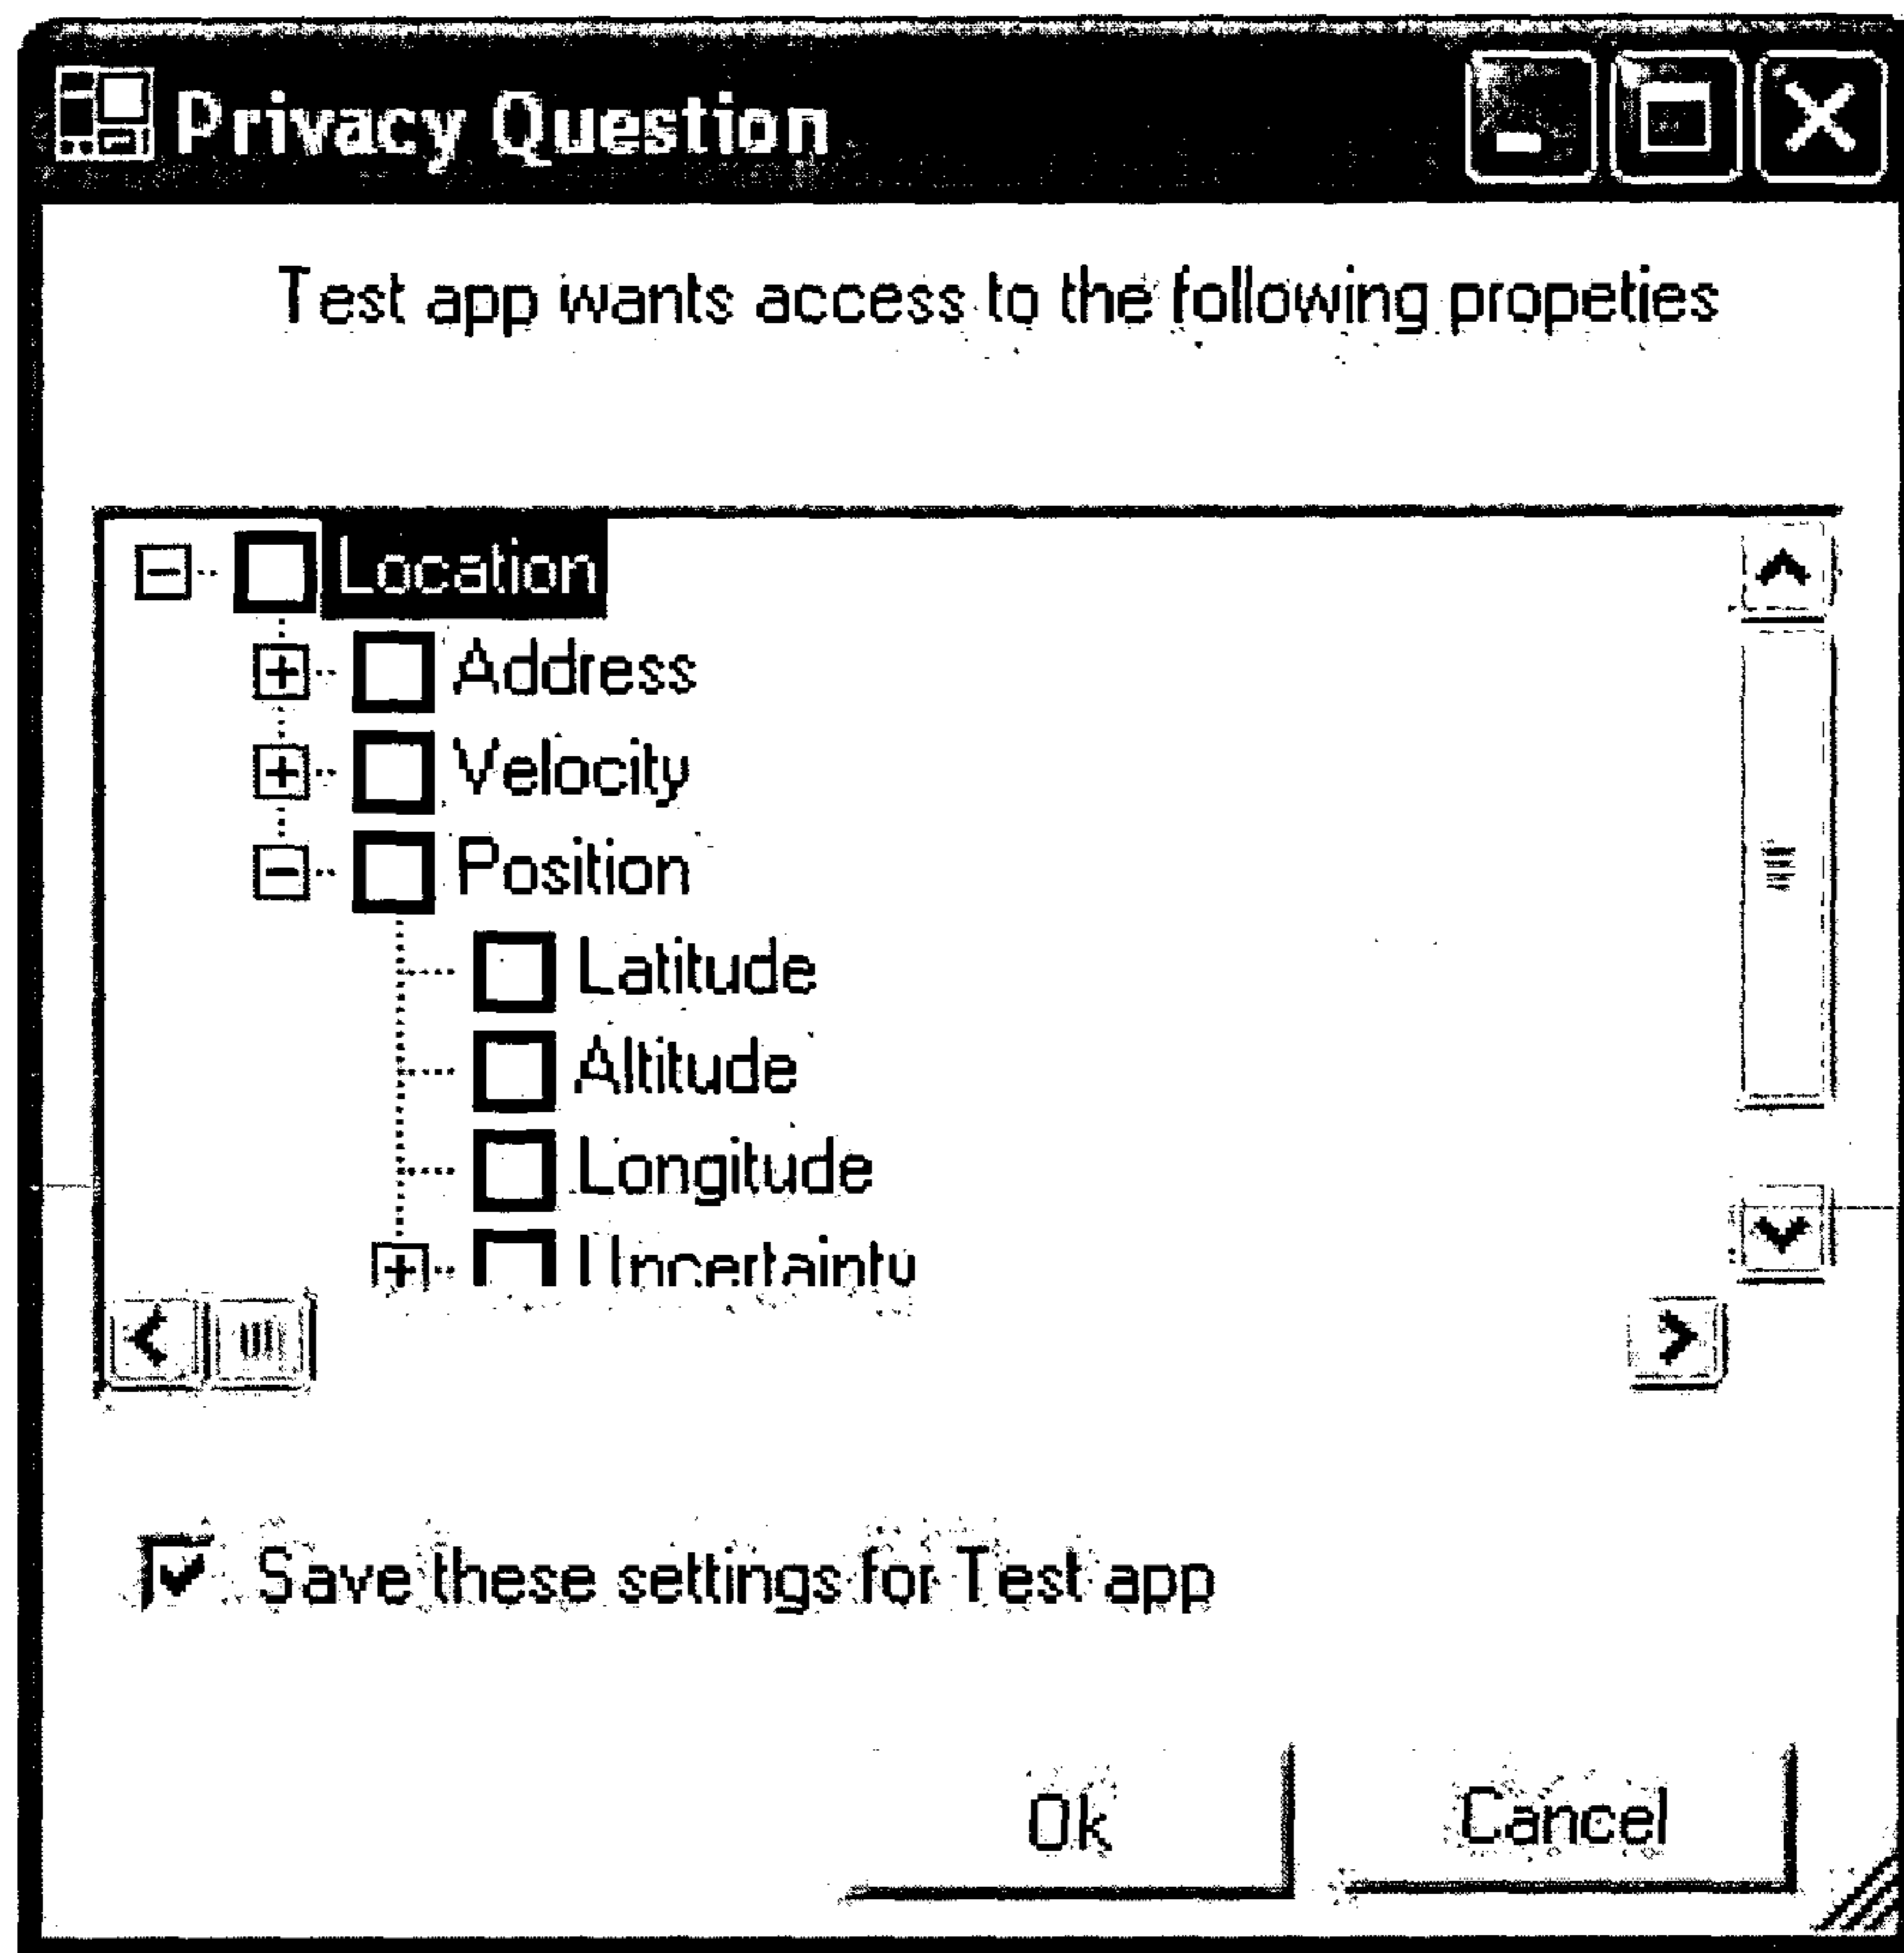 Privacy Question
Test app wants access to the following propeties
Location
Address
Velocity
Position
Latitude
Altitude
Longitude
Uncertainty
Save these settings for Test app
Ok
Cancel